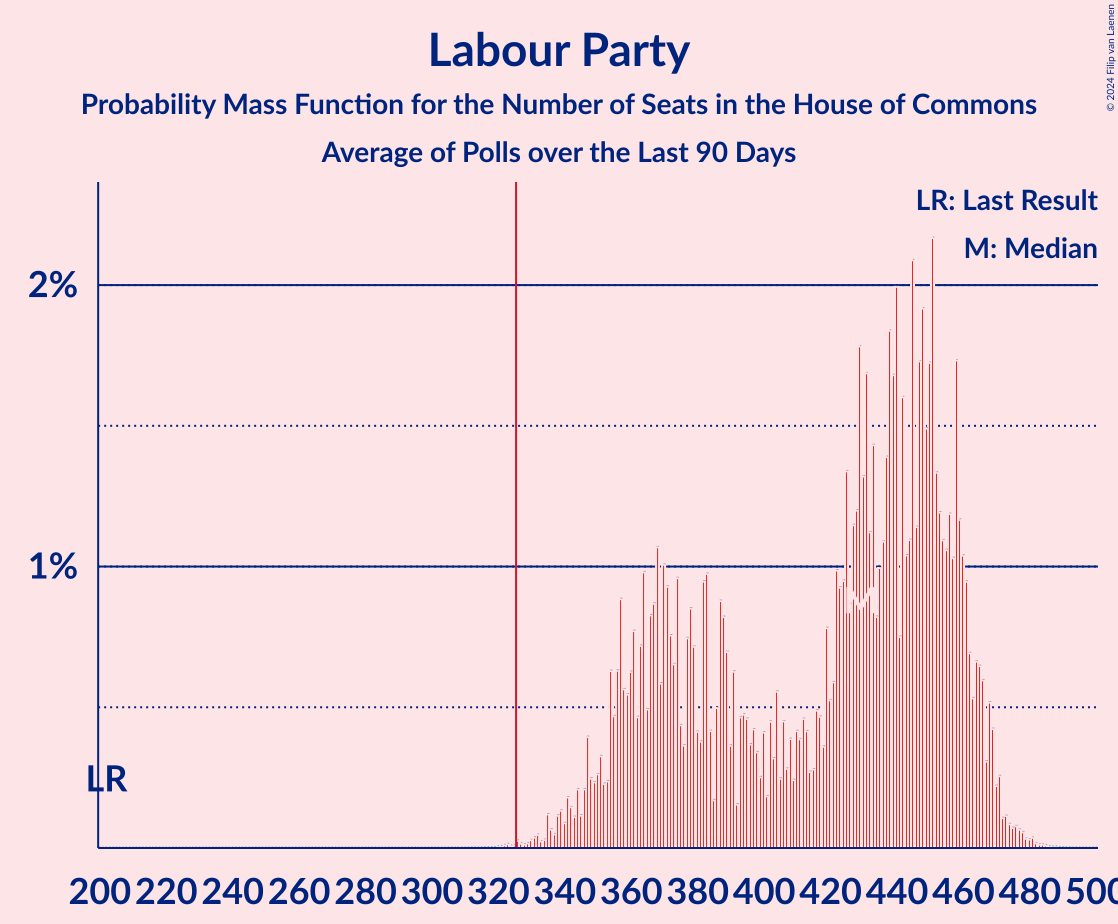 Labour Party
Probability Mass Function for the Number of Seats in the House of Commons
Average of Polls over the Last 90 Days
© 2024 Filip van Laenen
LR: Last Result
M: Median
2%
1%
LR
M
200 220 240 260 280 300 320 340 360 380 400 420 440 460 480 500